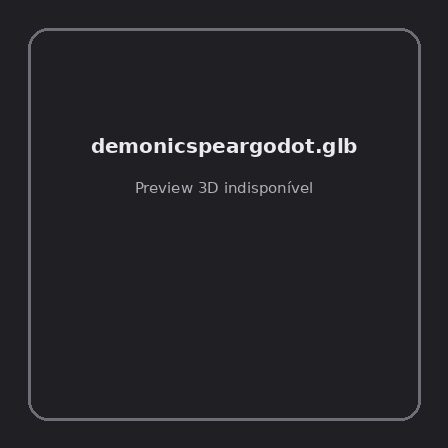 demonicspeargodot.glb
Preview 3D indisponível